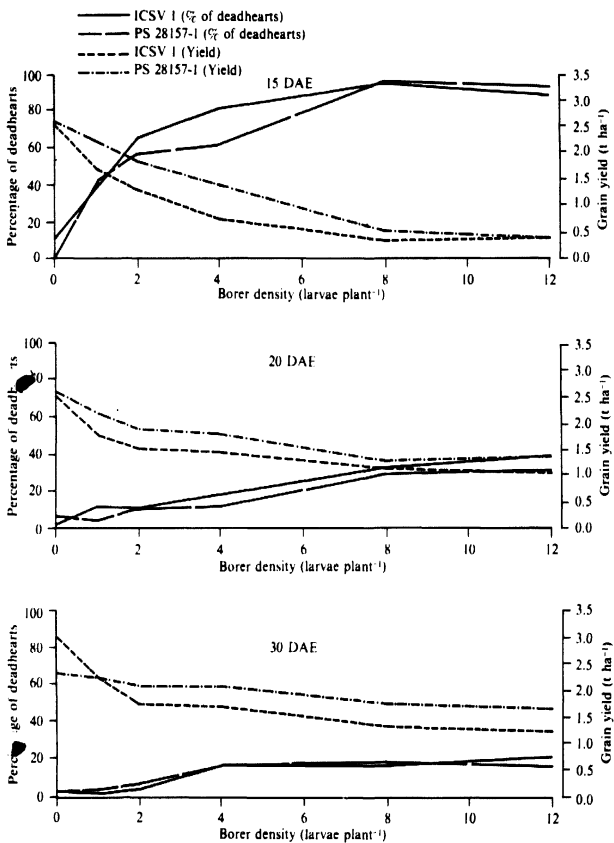 ICSV 1 (% of deadhearts)
PS 28157-1 (% of deadhearts)
ICSV 1 (Yield)
PS 28157-1 (Yield)
15 DAE
Percentage of deadhearts
100
80
60
40
20
0
3.5
3.0
2.5
2.0
1.5
1.0
0.5
0.0
Grain yield (t ha⁻¹)
0 2 4 6 8 10 12
Borer density (larvae plant⁻¹)
20 DAE
Percentage of
100
80
60
40
20
0
3.5
3.0
2.5
2.0
1.5
1.0
0.5
0.0
Grain yield (t ha⁻¹)
0 2 4 6 8 10 12
Borer density (larvae plant⁻¹)
30 DAE
of deadhearts
100
80
60
40
20
0
3.5
3.0
2.5
2.0
1.5
1.0
0.5
0.0
Grain yield (t ha⁻¹)
0 2 4 6 8 10 12
Borer density (larvae plant⁻¹)